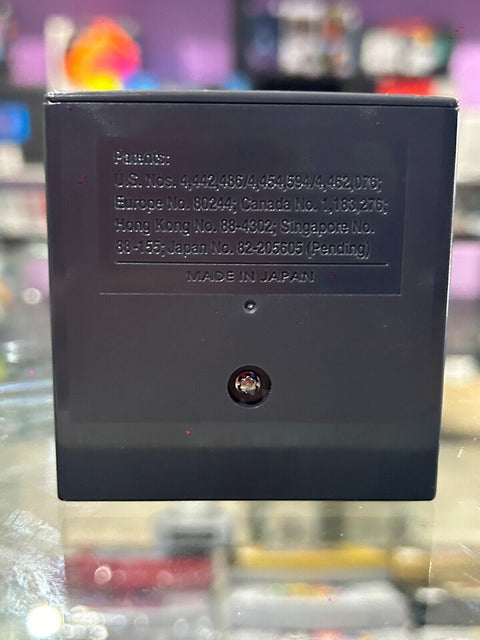 Patents:
U.S. Nos. 4,442,486/4,454,594/4,462,076;
Europe No. 80244; Canada No. 1,183,276;
Hong Kong No. 88-4302; Singapore No.
88-155; Japan No. 82-205605 (Pending)
MADE IN JAPAN